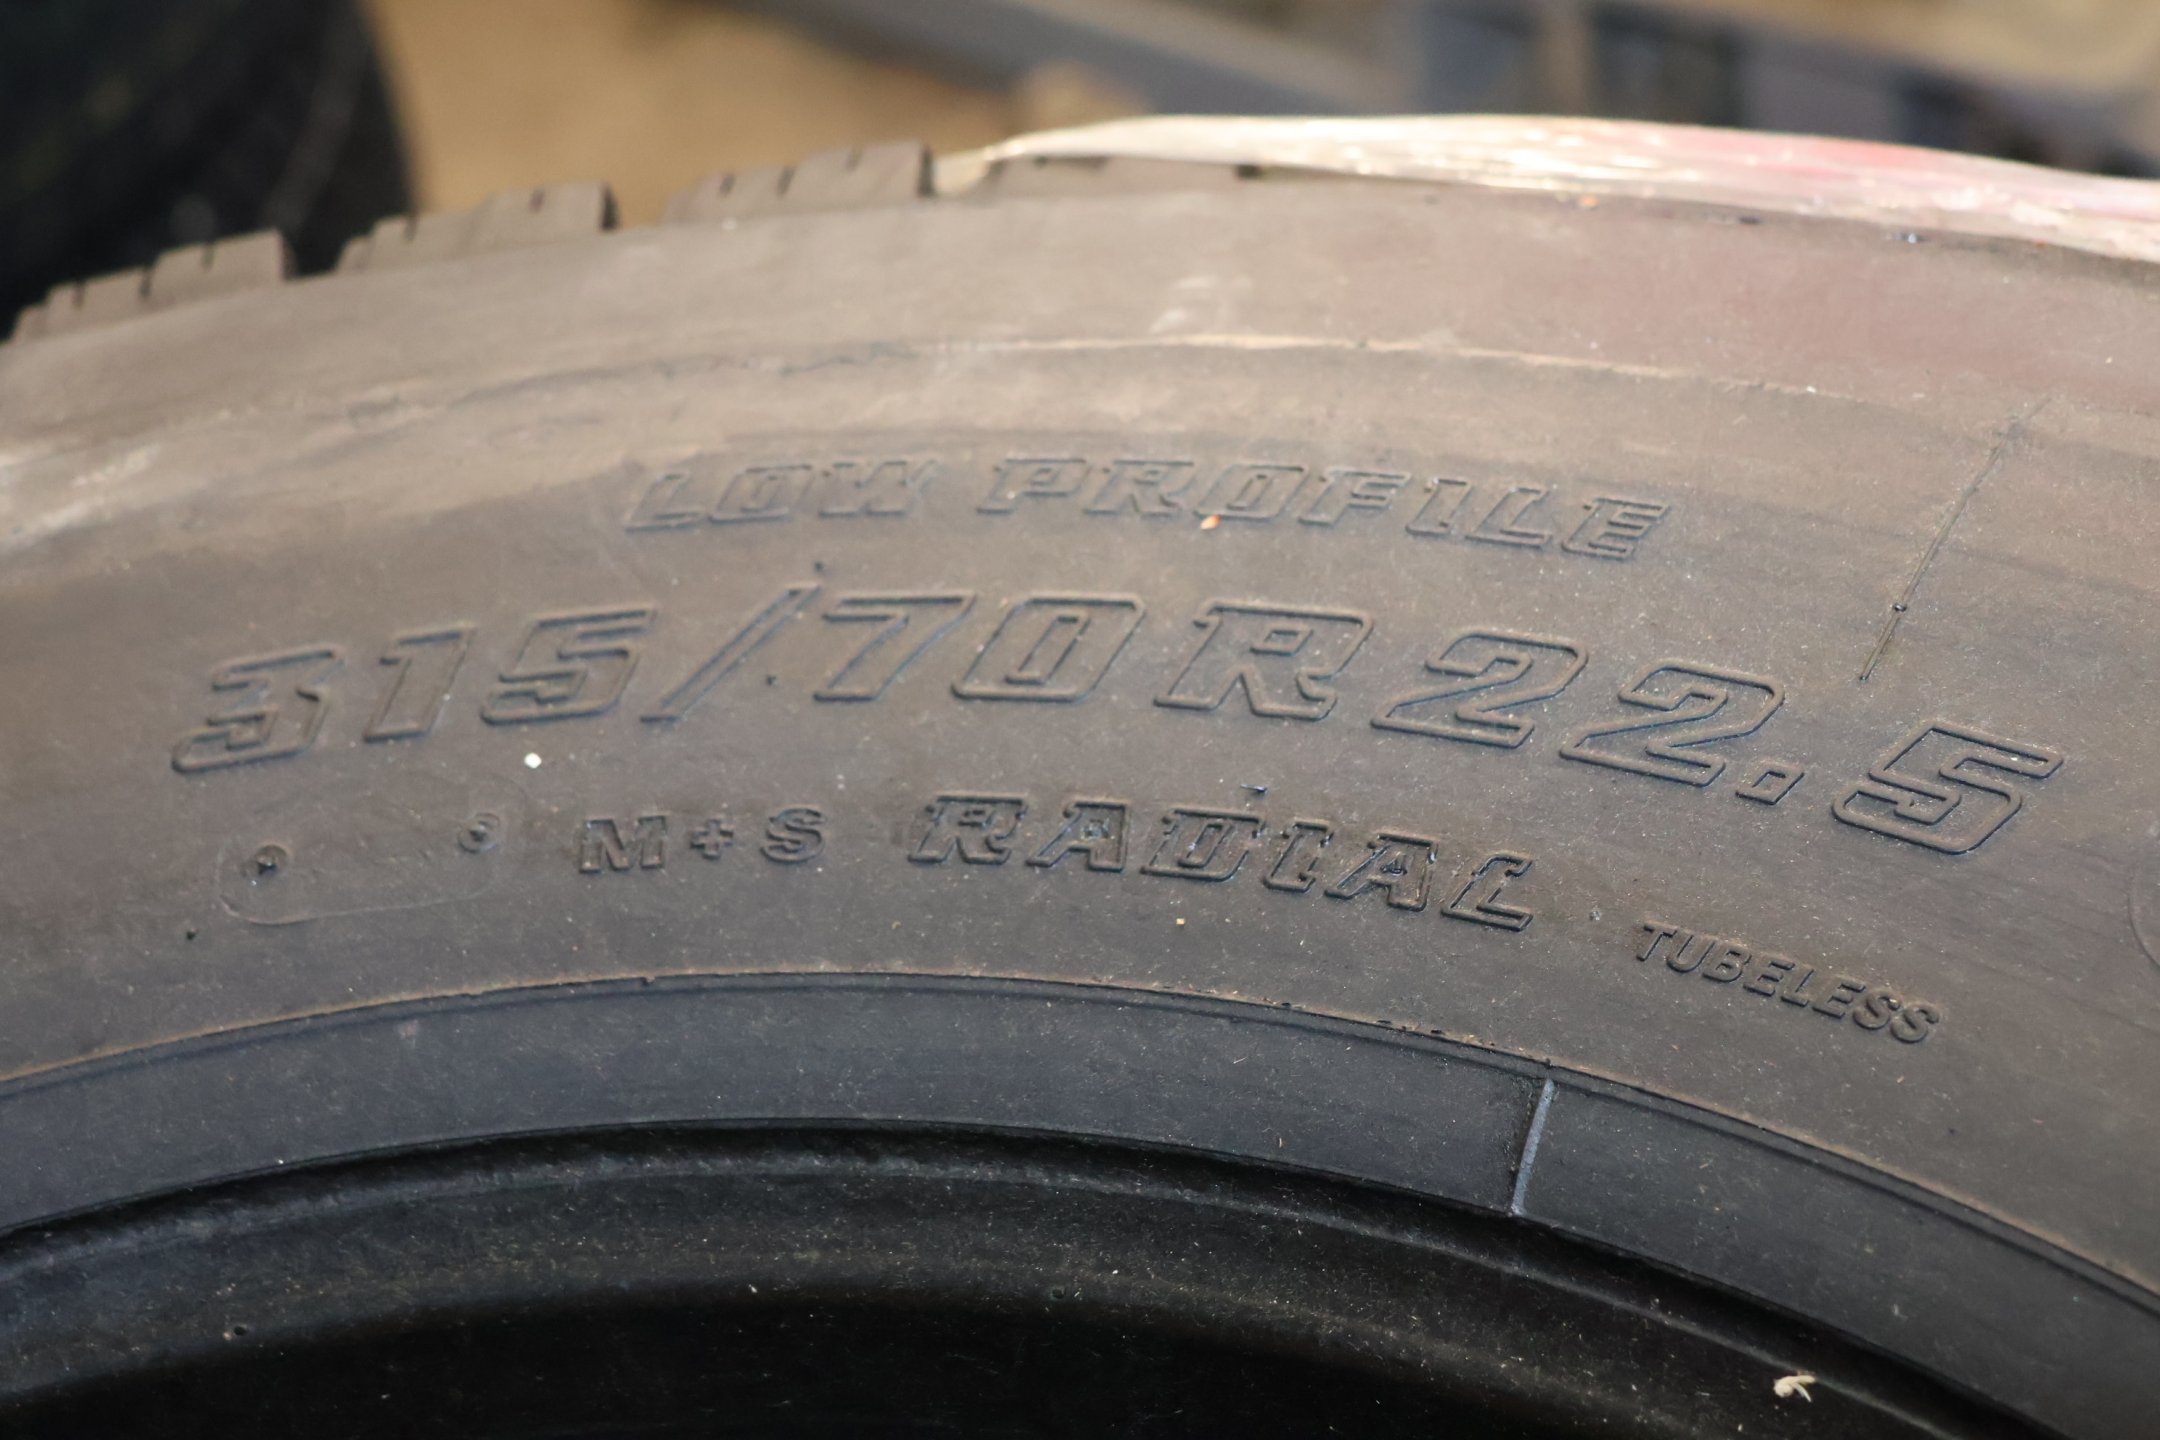 LOW PROFILE
315/70R22.5
M+S RADIAL TUBELESS